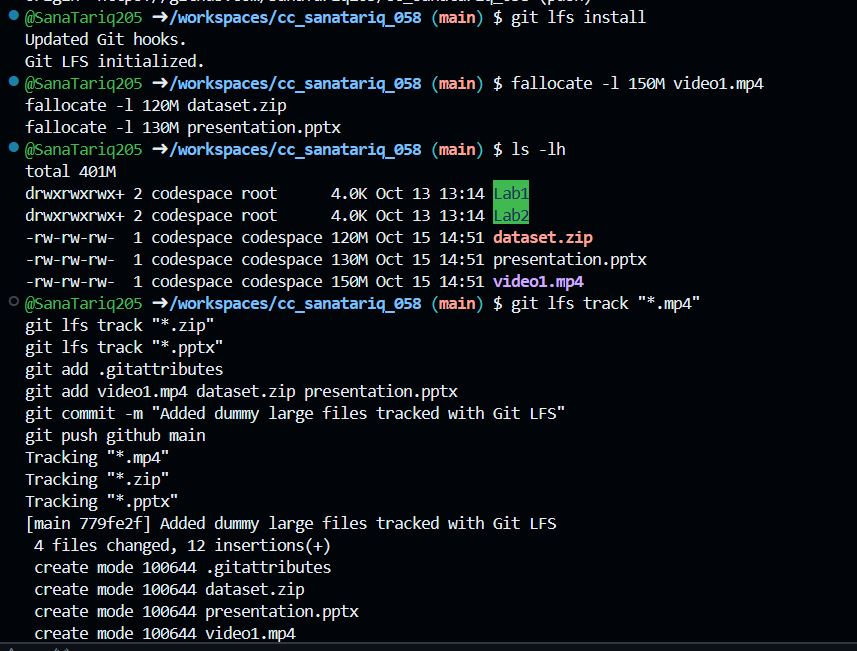 @SanaTariq205 ➜/workspaces/cc_sanatariq_058 (main) $ git lfs install
Updated Git hooks.
Git LFS initialized.
@SanaTariq205 ➜/workspaces/cc_sanatariq_058 (main) $ fallocate -l 150M video1.mp4
fallocate -l 120M dataset.zip
fallocate -l 130M presentation.pptx
@SanaTariq205 ➜/workspaces/cc_sanatariq_058 (main) $ ls -lh
total 401M
drwxrwxrwx+ 2 codespace root      4.0K Oct 13 13:14 Lab1
drwxrwxrwx+ 2 codespace root      4.0K Oct 13 13:14 Lab2
-rw-rw-rw-  1 codespace codespace 120M Oct 15 14:51 dataset.zip
-rw-rw-rw-  1 codespace codespace 130M Oct 15 14:51 presentation.pptx
-rw-rw-rw-  1 codespace codespace 150M Oct 15 14:51 video1.mp4
@SanaTariq205 ➜/workspaces/cc_sanatariq_058 (main) $ git lfs track "*.mp4"
git lfs track "*.zip"
git lfs track "*.pptx"
git add .gitattributes
git add video1.mp4 dataset.zip presentation.pptx
git commit -m "Added dummy large files tracked with Git LFS"
git push github main
Tracking "*.mp4"
Tracking "*.zip"
Tracking "*.pptx"
[main 779fe2f] Added dummy large files tracked with Git LFS
 4 files changed, 12 insertions(+)
 create mode 100644 .gitattributes
 create mode 100644 dataset.zip
 create mode 100644 presentation.pptx
 create mode 100644 video1.mp4